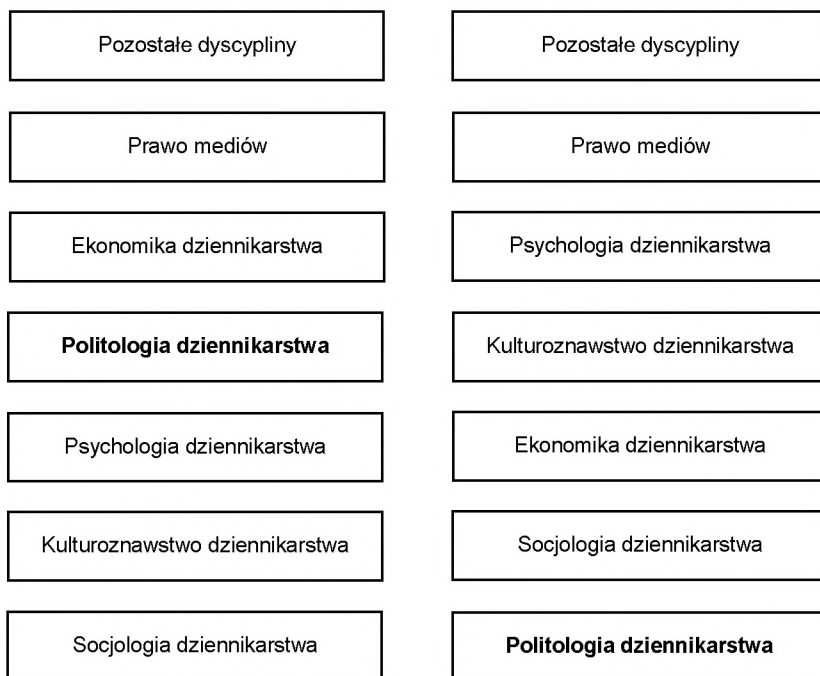 Pozostałe dyscypliny
Prawo mediów
Ekonomika dziennikarstwa
Politologia dziennikarstwa
Psychologia dziennikarstwa
Kulturoznawstwo dziennikarstwa
Socjologia dziennikarstwa
Pozostałe dyscypliny
Prawo mediów
Psychologia dziennikarstwa
Kulturoznawstwo dziennikarstwa
Ekonomika dziennikarstwa
Socjologia dziennikarstwa
Politologia dziennikarstwa